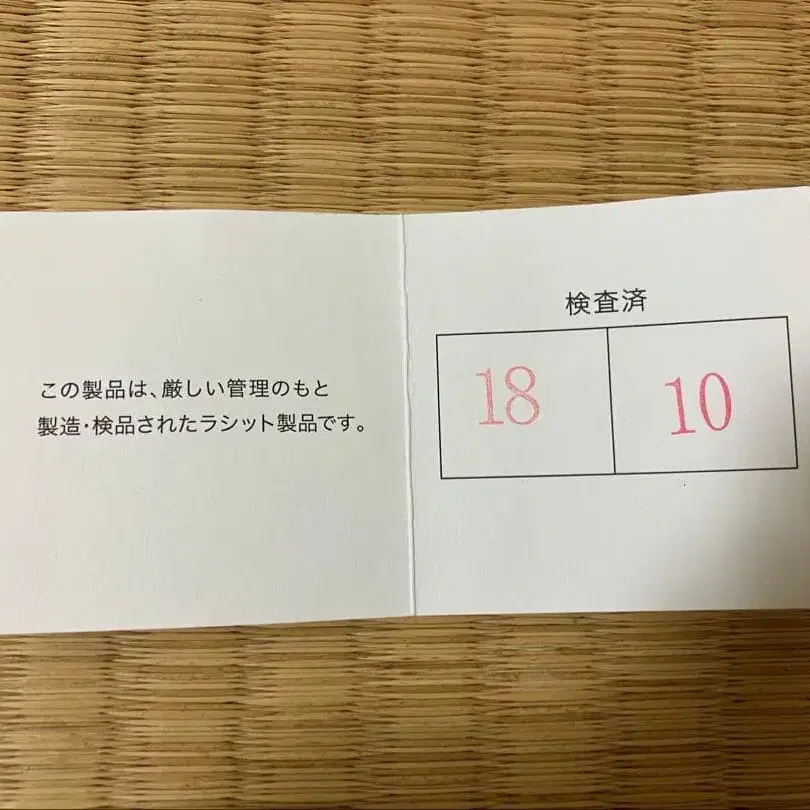 この製品は、厳しい管理のもと
製造・検品されたラシット製品です。
検査済
18 10